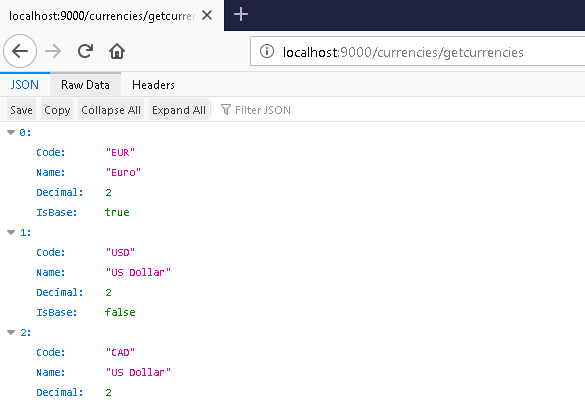 localhost:9000/currencies/getcurren
localhost:9000/currencies/getcurrencies
JSON Raw Data Headers
Save Copy Collapse All Expand All Filter JSON
0:
Code: "EUR"
Name: "Euro"
Decimal: 2
IsBase: true
1:
Code: "USD"
Name: "US Dollar"
Decimal: 2
IsBase: false
2:
Code: "CAD"
Name: "US Dollar"
Decimal: 2